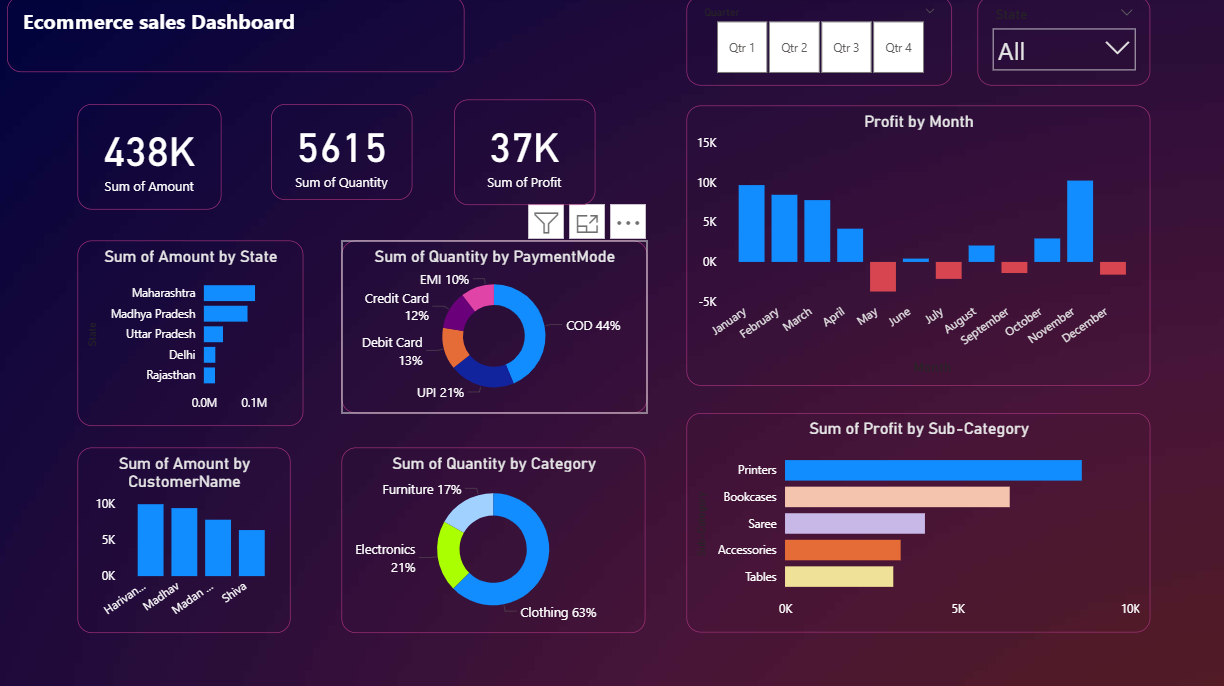 Ecommerce sales Dashboard
Quarter
Qtr 1
Qtr 2
Qtr 3
Qtr 4
State
All
438K
Sum of Amount
5615
Sum of Quantity
37K
Sum of Profit
Profit by Month
15K
10K
5K
0K
-5K
January
February
March
April
May
June
July
August
September
October
November
December
Sum of Amount by State
State
Maharashtra
Madhya Pradesh
Uttar Pradesh
Delhi
Rajasthan
0.0M
0.1M
Sum of Quantity by PaymentMode
EMI 10%
Credit Card
12%
Debit Card
13%
UPI 21%
COD 44%
Sum of Amount by
CustomerName
10K
5K
0K
Harivan...
Madhav
Madan ...
Shiva
Sum of Quantity by Category
Furniture 17%
Electronics
21%
Clothing 63%
Sum of Profit by Sub-Category
Printers
Bookcases
Saree
Accessories
Tables
0K
5K
10K